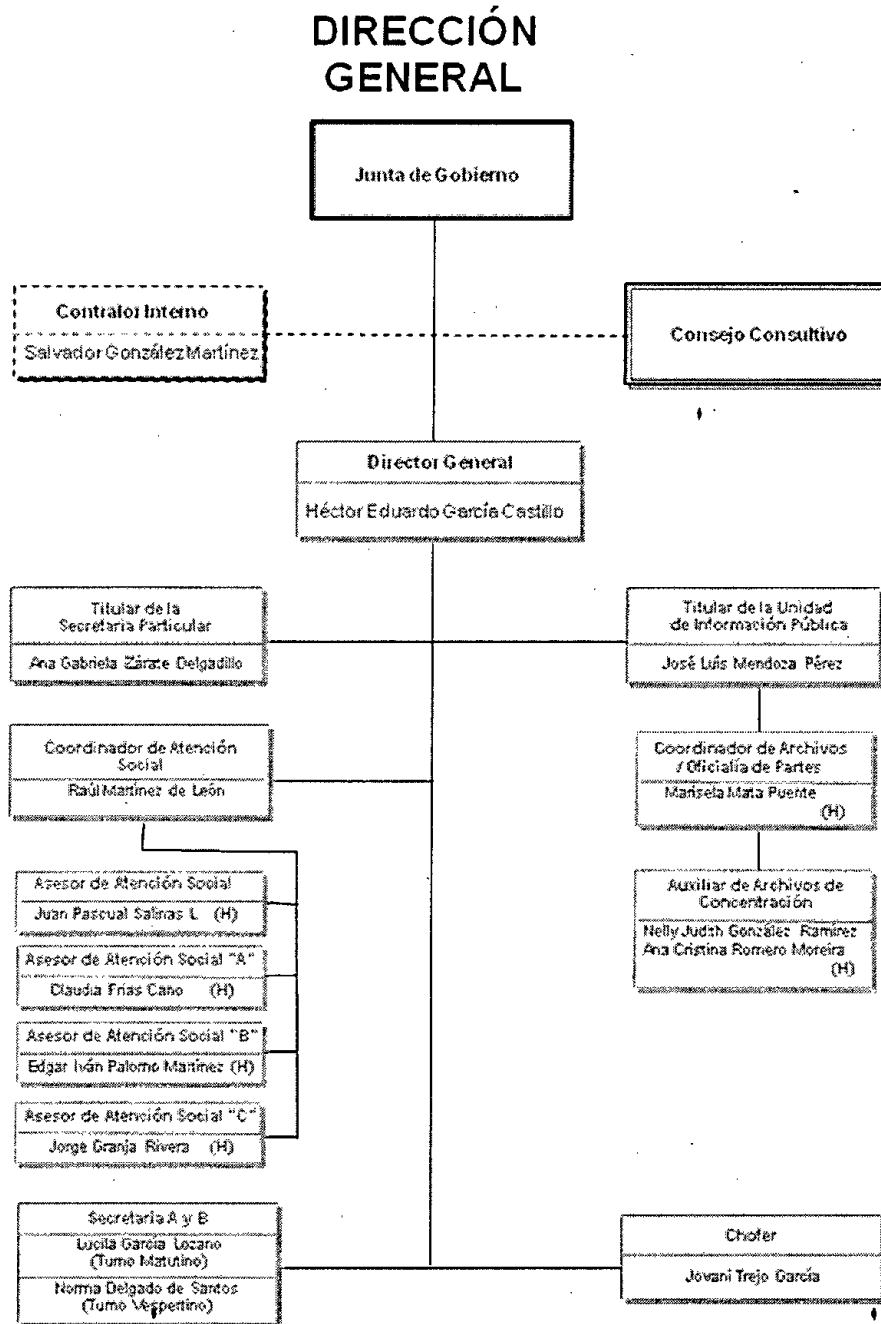 DIRECCIÓN
GENERAL
Junta de Gobierno
Contralor Interno
Salvador González Martínez
Consejo Consultivo
Director General
Héctor Eduardo García Castillo
Titular de la
Secretaria Particular
Ana Gabriela Zárate Delgadillo
Titular de la Unidad
de Información Pública
José Luis Mendoza Pérez
Coordinador de Atención
Social
Raúl Martínez de León
Coordinador de Archivos
/ Oficialía de Partes
Marisela Mata Puente
(H)
Asesor de Atención Social
Juan Pascual Salinas L (H)
Asesor de Atención Social "A"
Claudia Frias Cano (H)
Asesor de Atención Social "B"
Edgar Iván Palomo Martínez (H)
Asesor de Atención Social "C"
Jorge Granja Rivera (H)
Auxiliar de Archivos de
Concentración
Nelly Judith González Ramírez
Ana Cristina Romero Moreira
(H)
Secretaria A y B
Lucila García Lozano
(Turno Matutino)
Norma Delgado de Santos
(Turno Vespertino)
Chofer
Jovani Trejo García